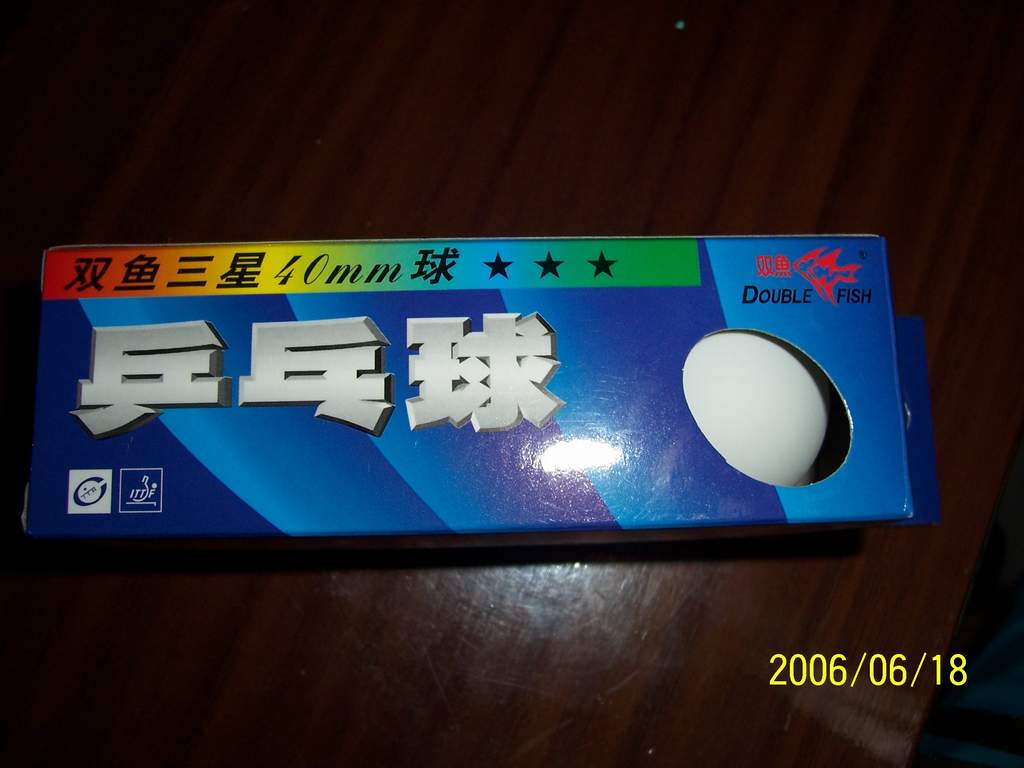 双鱼三星40mm球 ★ ★ ★
双魚 ®
DOUBLE FISH
乒乓球
ITTF
2006/06/18